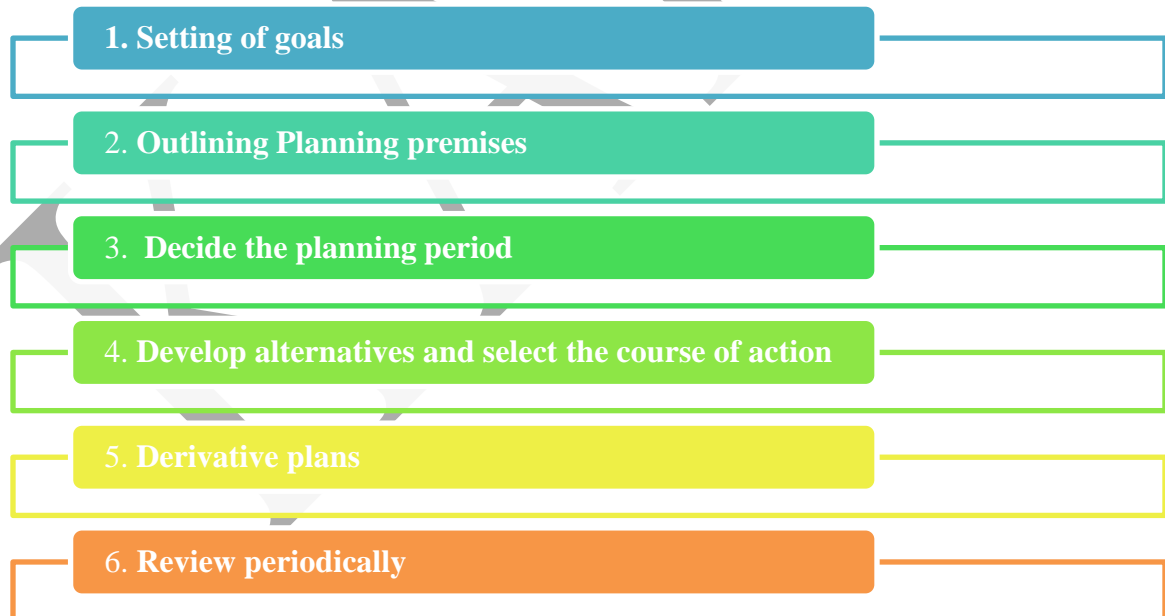 1. Setting of goals
2. Outlining Planning premises
3. Decide the planning period
4. Develop alternatives and select the course of action
5. Derivative plans
6. Review periodically